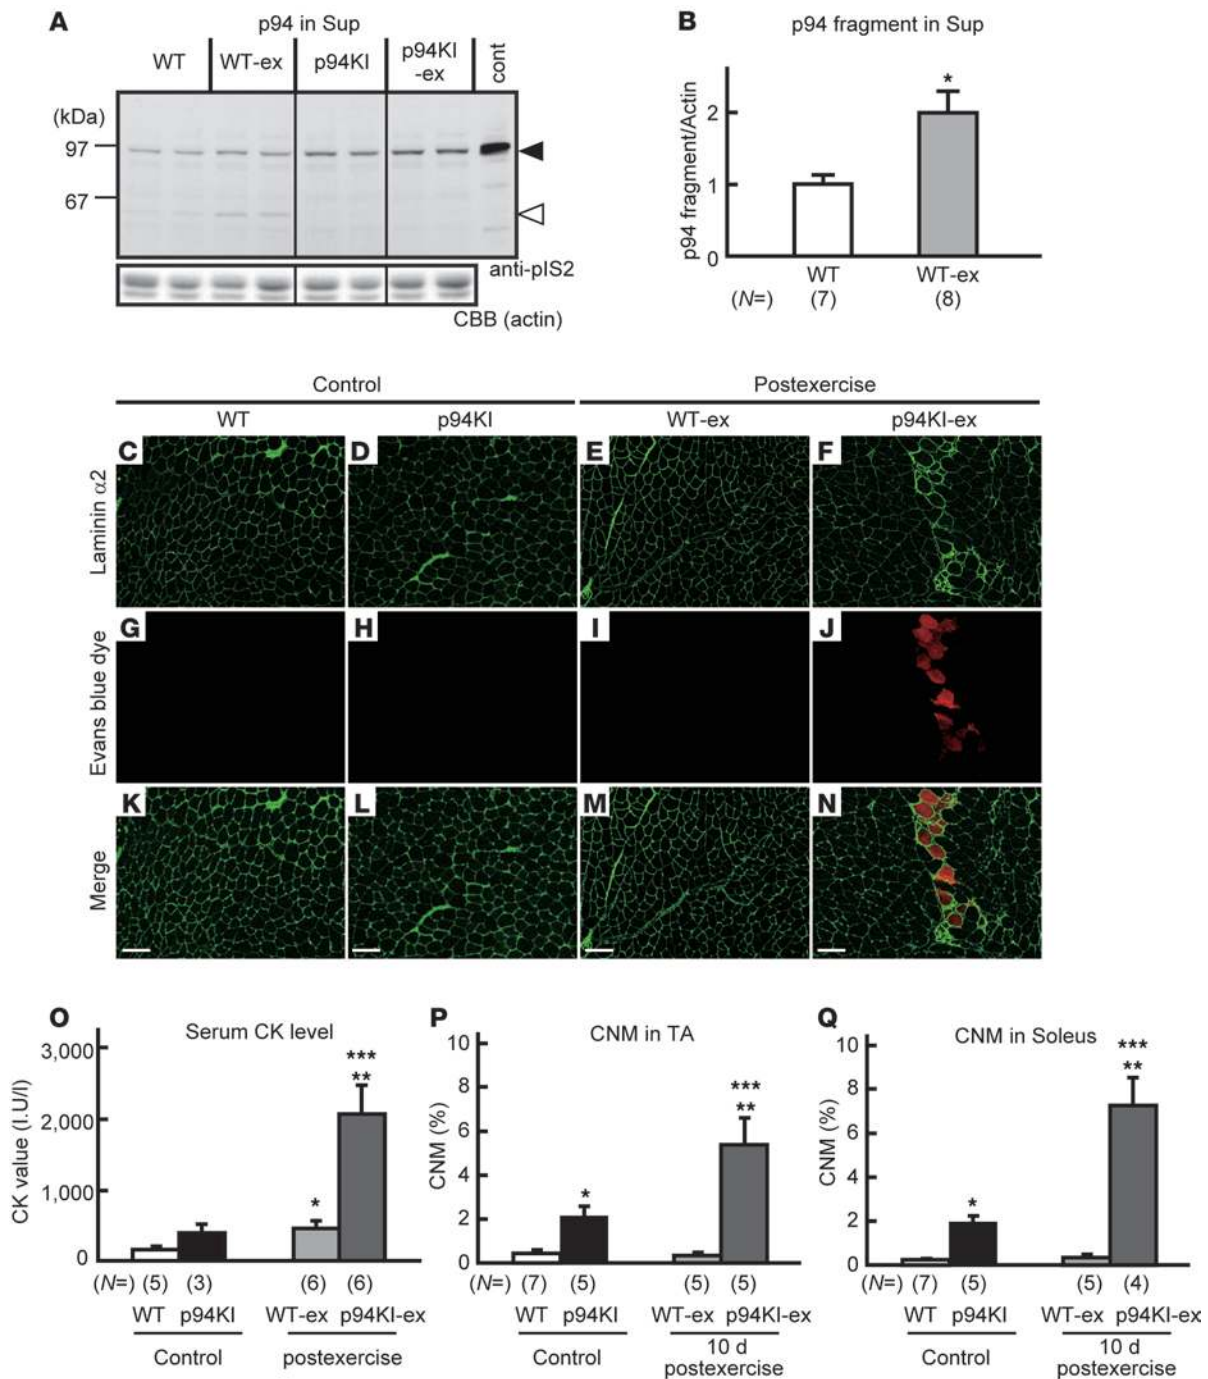 A
p94 in Sup
WT WT-ex p94KI p94KI -ex cont
(kDa)
97
67
anti-pIS2
CBB (actin)
B
p94 fragment in Sup
p94 fragment/Actin
2
1
0
*
WT WT-ex
(N=) (7) (8)
Control Postexercise
WT p94KI WT-ex p94KI-ex
Laminin α2
C D E F
Evans blue dye
G H I J
Merge
K L M N
O
Serum CK level
CK value (I.U/l)
3,000
2,000
1,000
0
*
***
**
(N=) (5) (3) (6) (6)
WT p94KI WT-ex p94KI-ex
Control postexercise
P
CNM in TA
CNM (%)
10
8
6
4
2
0
*
***
**
(N=) (7) (5) (5) (5)
WT p94KI WT-ex p94KI-ex
Control 10 d postexercise
Q
CNM in Soleus
CNM (%)
10
8
6
4
2
0
*
***
**
(N=) (7) (5) (5) (4)
WT p94KI WT-ex p94KI-ex
Control 10 d postexercise